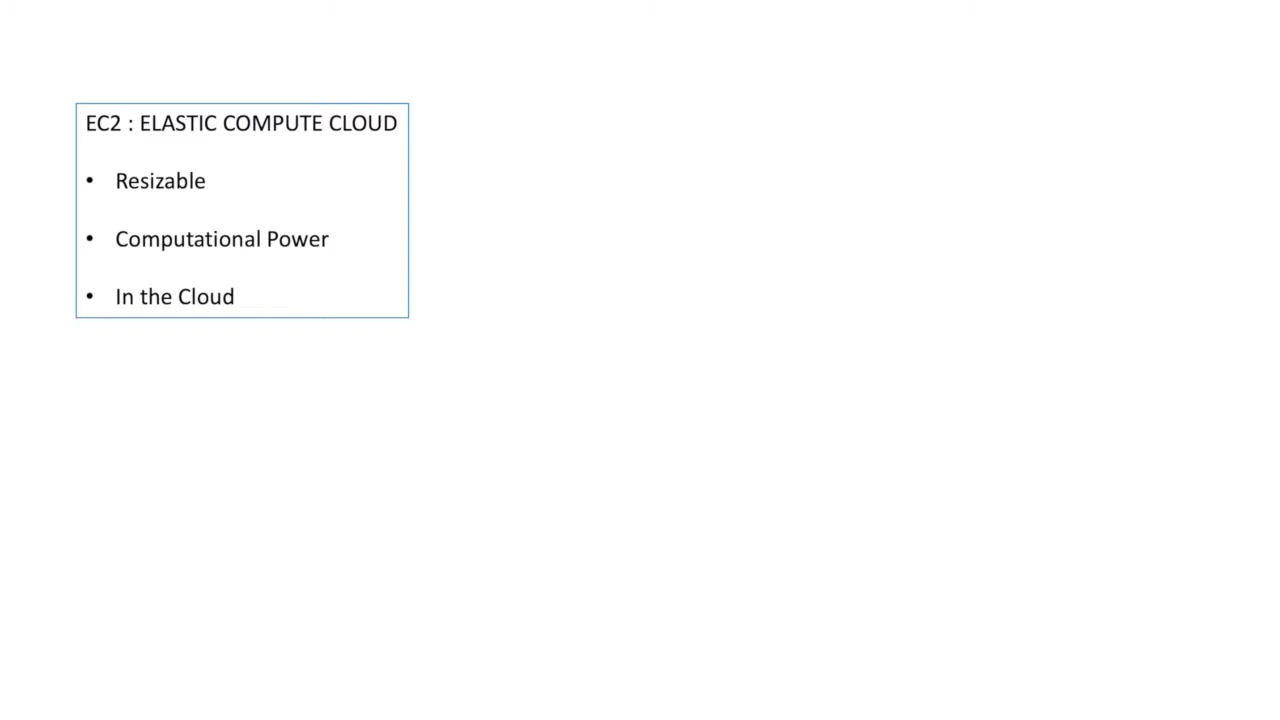 EC2 : ELASTIC COMPUTE CLOUD
• Resizable
• Computational Power
• In the Cloud